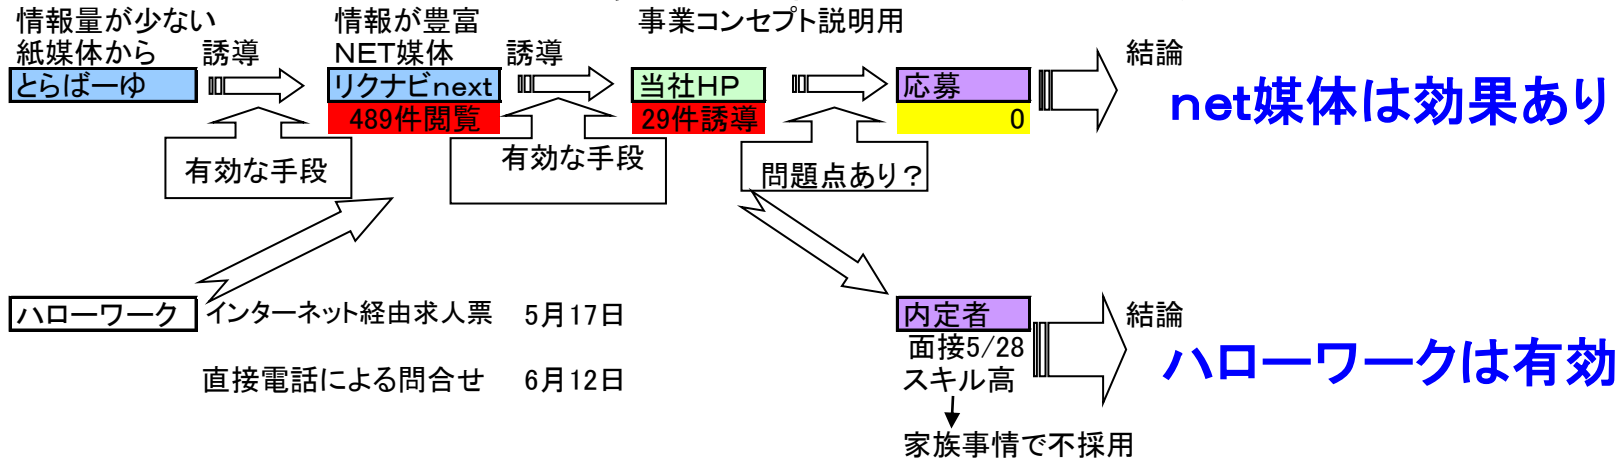 情報量が少ない
紙媒体から
誘導
情報が豊富
NET媒体
誘導
事業コンセプト説明用
結論
とらばーゆ
リクナビnext
当社HP
応募
489件閲覧
29件誘導
0
net媒体は効果あり
有効な手段
有効な手段
問題点あり？
ハローワーク
インターネット経由求人票
5月17日
内定者
結論
面接5/28
ハローワークは有効
直接電話による問合せ
6月12日
スキル高
家族事情で不採用